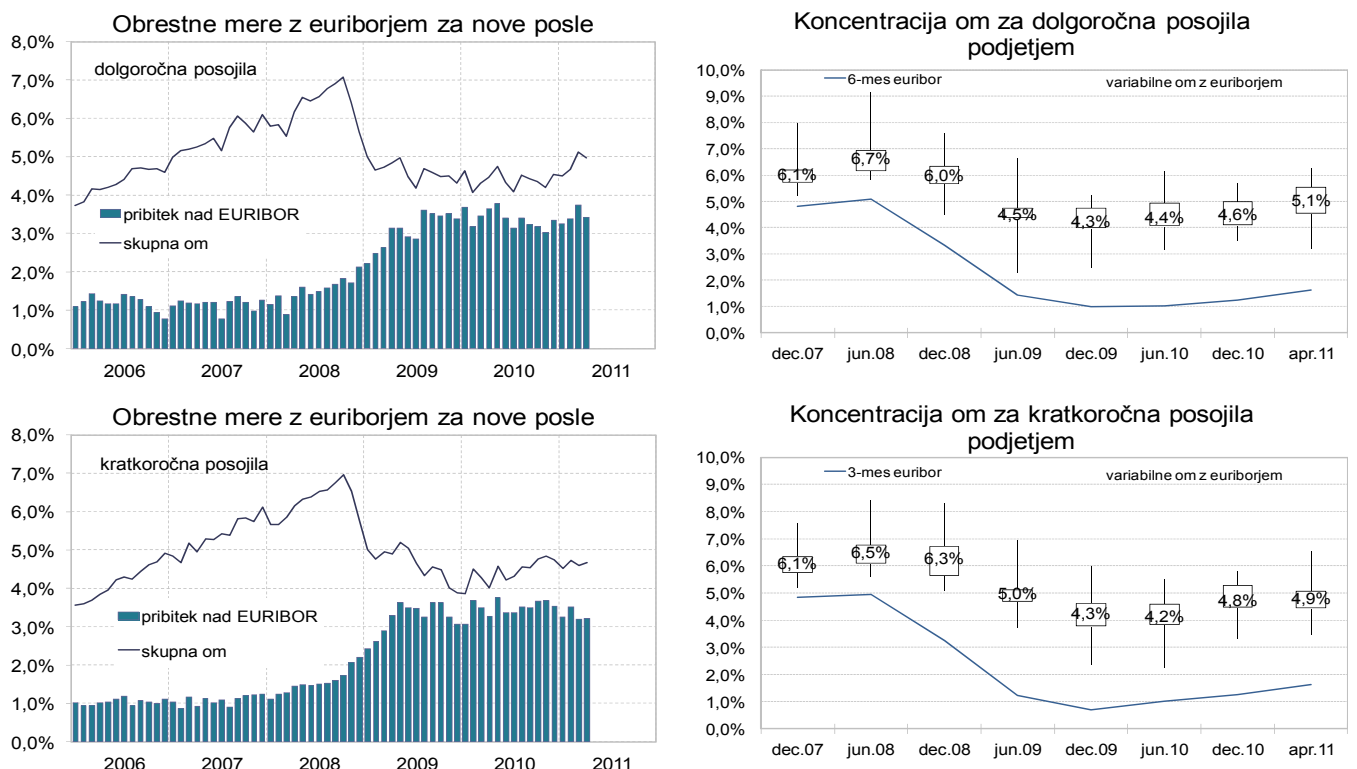 Obrestne mere z euriborjem za nove posle
8,0%
7,0%
6,0%
5,0%
4,0%
3,0%
2,0%
1,0%
0,0%
dolgoročna posojila
pribitek nad EURIBOR
skupna om
2006 2007 2008 2009 2010 2011
Koncentracija om za dolgoročna posojila
podjetjem
10,0%
9,0%
8,0%
7,0%
6,0%
5,0%
4,0%
3,0%
2,0%
1,0%
0,0%
6-mes euribor
variabilne om z euriborjem
6,1% 6,7% 6,0% 4,5% 4,3% 4,4% 4,6% 5,1%
dec.07 jun.08 dec.08 jun.09 dec.09 jun.10 dec.10 apr.11
Obrestne mere z euriborjem za nove posle
8,0%
7,0%
6,0%
5,0%
4,0%
3,0%
2,0%
1,0%
0,0%
kratkoročna posojila
pribitek nad EURIBOR
skupna om
2006 2007 2008 2009 2010 2011
Koncentracija om za kratkoročna posojila
podjetjem
10,0%
9,0%
8,0%
7,0%
6,0%
5,0%
4,0%
3,0%
2,0%
1,0%
0,0%
3-mes euribor
variabilne om z euriborjem
6,1% 6,5% 6,3% 5,0% 4,3% 4,2% 4,8% 4,9%
dec.07 jun.08 dec.08 jun.09 dec.09 jun.10 dec.10 apr.11